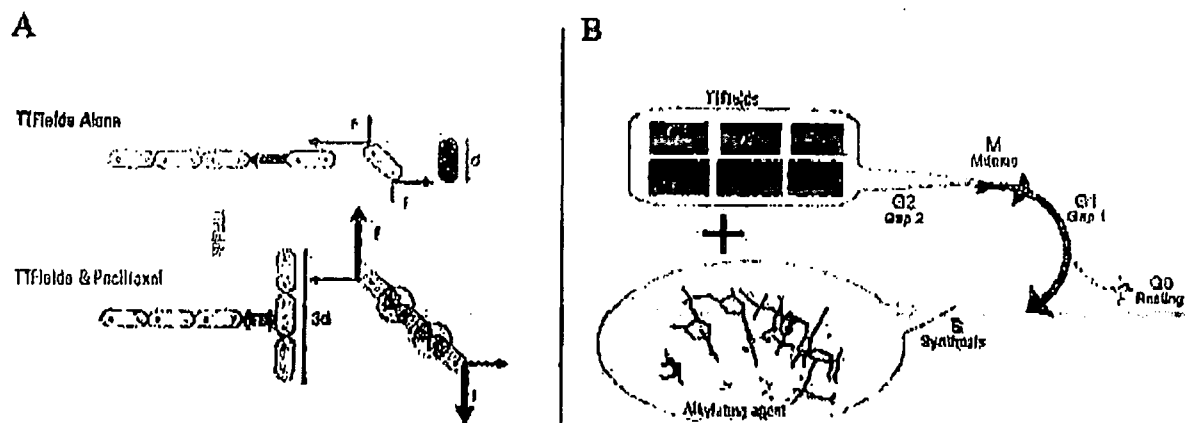 A
TTFields Alone
F
d
F
TTFields & Paclitaxel
f
3d
f
B
TTFields
M
Mitosis
G2
Gap 2
G1
Gap 1
G0
Resting
S
Synthesis
Alkylating agent